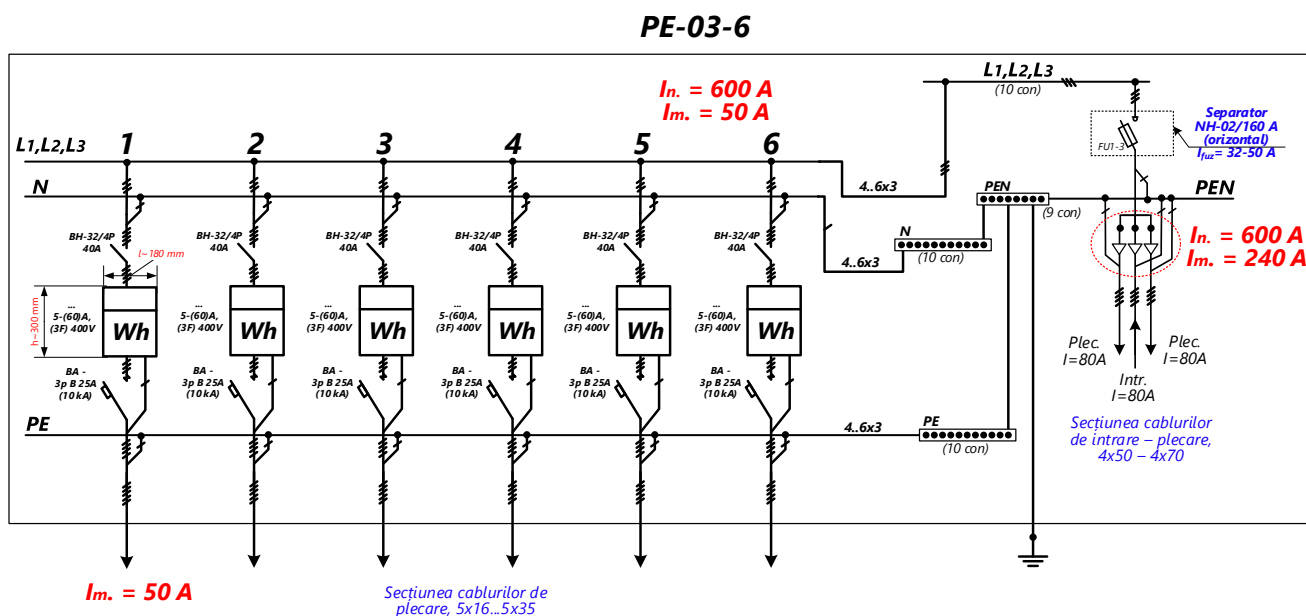 PE-03-6
L1,L2,L3
(10 con)
In. = 600 A
Im. = 50 A
Separator
NH-02/160 A
(orizontal)
Ifuz= 32-50 A
FU1-3
L1,L2,L3
1
2
3
4
5
6
N
4..6x3
PEN
(9 con)
PEN
N
(10 con)
4..6x3
In. = 600 A
Im. = 240 A
BH-32/4P
40A
BH-32/4P
40A
BH-32/4P
40A
BH-32/4P
40A
BH-32/4P
40A
BH-32/4P
40A
l~180 mm
h~300 mm
...
5-(60)A,
(3F) 400V
Wh
...
5-(60)A,
(3F) 400V
Wh
...
5-(60)A,
(3F) 400V
Wh
...
5-(60)A,
(3F) 400V
Wh
...
5-(60)A,
(3F) 400V
Wh
...
5-(60)A,
(3F) 400V
Wh
Plec.
I=80A
Plec.
I=80A
Intr.
I=80A
BA -
3p B 25A
(10 kA)
BA -
3p B 25A
(10 kA)
BA -
3p B 25A
(10 kA)
BA -
3p B 25A
(10 kA)
BA -
3p B 25A
(10 kA)
BA -
3p B 25A
(10 kA)
PE
4..6x3
PE
(10 con)
Secțiunea cablurilor
de intrare – plecare,
4x50 – 4x70
Im. = 50 A
Secțiunea cablurilor de
plecare, 5x16...5x35